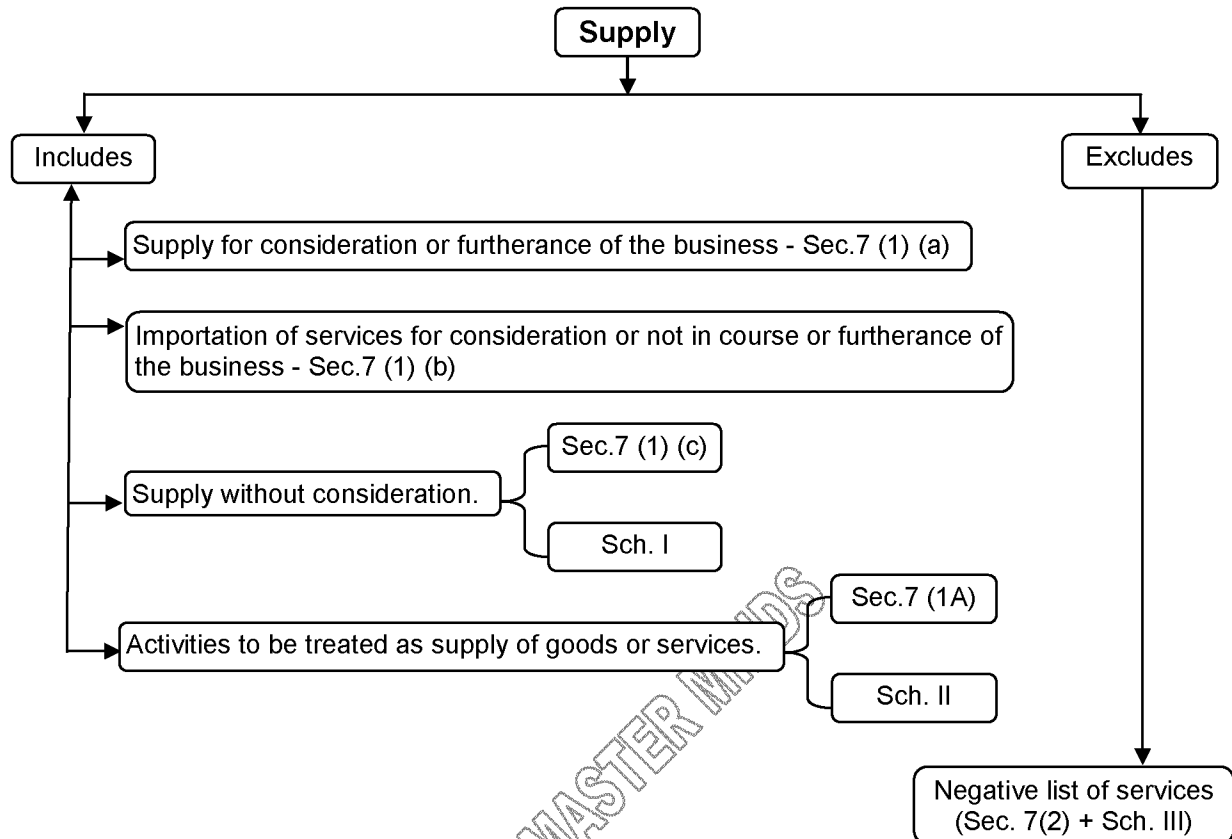 Supply
Includes
Excludes
Supply for consideration or furtherance of the business - Sec.7 (1) (a)
Importation of services for consideration or not in course or furtherance of
the business - Sec.7 (1) (b)
Sec.7 (1) (c)
Supply without consideration.
Sch. I
Sec.7 (1A)
Activities to be treated as supply of goods or services.
Sch. II
MASTER MINDS
Negative list of services
(Sec. 7(2) + Sch. III)